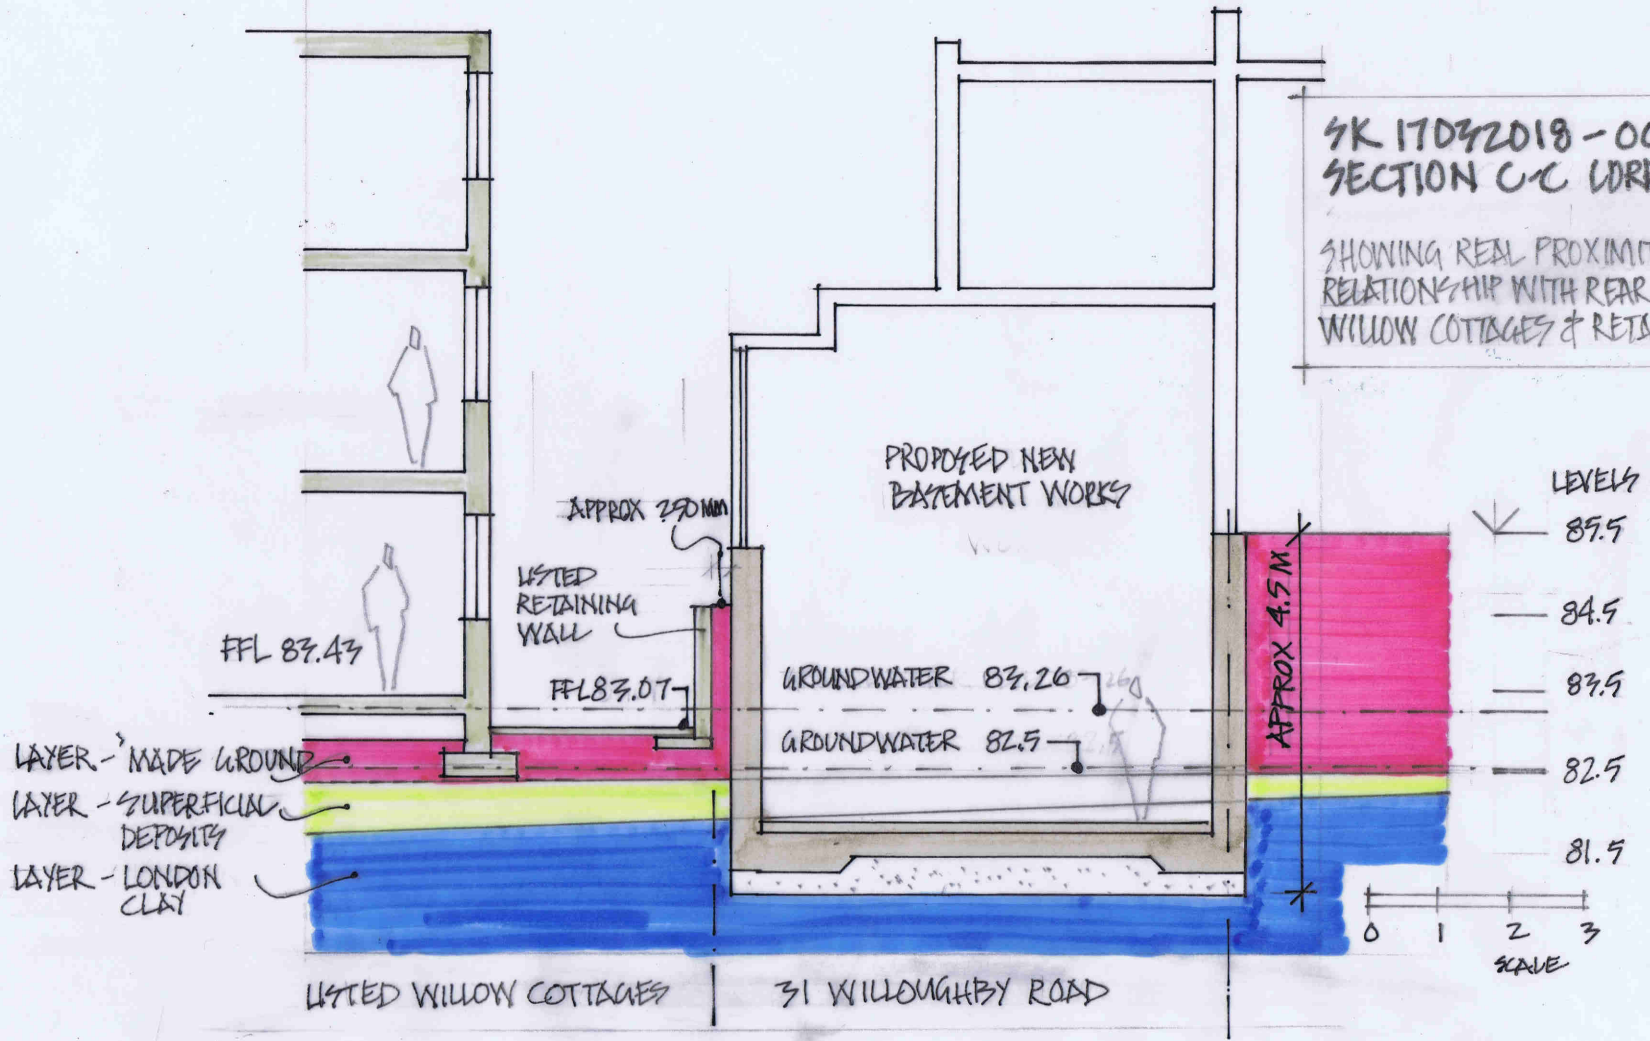 SK 17032018 - 00
SECTION C-C
SHOWING REAL
RELATIONSHIP WITH REAR
WILLOW COTTAGES &
PROPOSED NEW
BASEMENT WORKS
LEVELS
85.5
84.5
83.5
82.5
81.5
APPROX 250MM
LISTED
RETAINING
WALL
FFL 83.43
FFL 83.07
GROUNDWATER 83.26
GROUNDWATER 82.5
APPROX 4.5 M
LAYER - MADE GROUND
LAYER - SUPERFICIAL
DEPOSITS
LAYER - LONDON
CLAY
0 1 2 3
SCALE
LISTED WILLOW COTTAGES
31 WILLOUGHBY ROAD